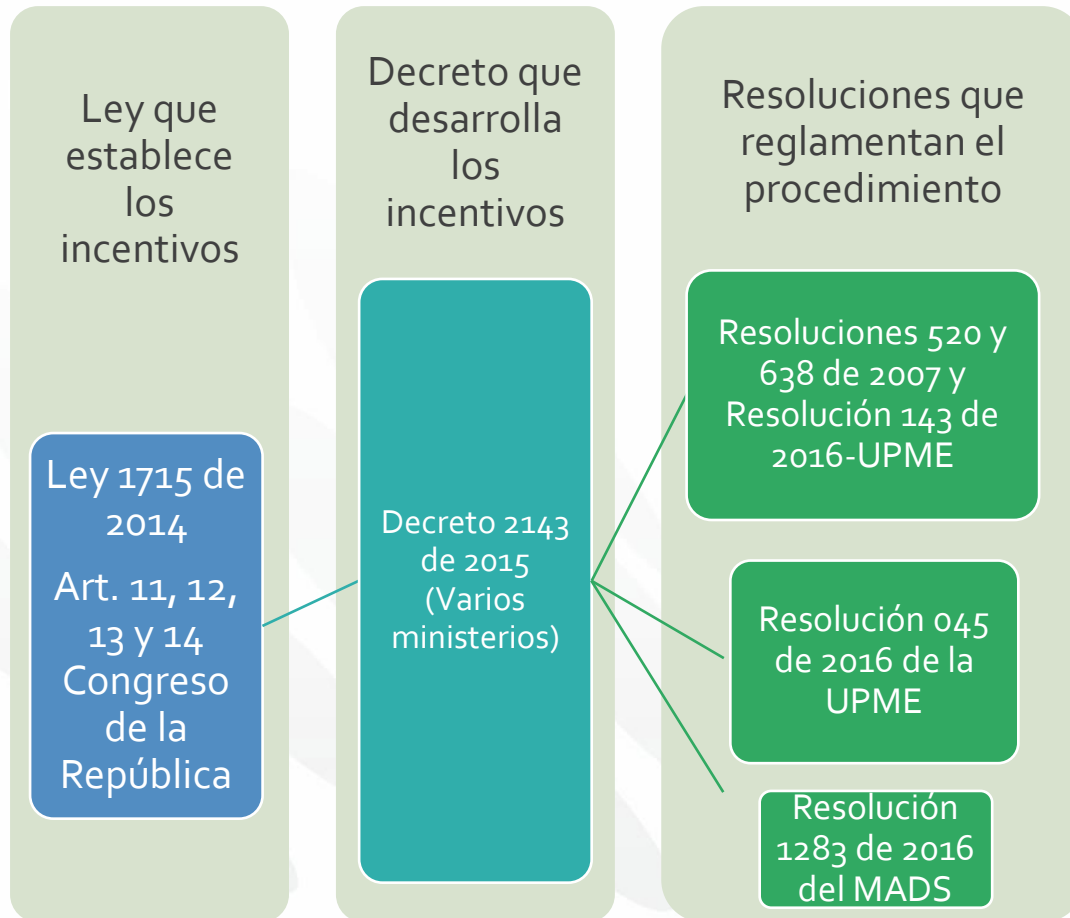 Ley que
establece
los
incentivos
Ley 1715 de
2014
Art. 11, 12,
13 y 14
Congreso
de la
República
Decreto que
desarrolla
los
incentivos
Decreto 2143
de 2015
(Varios
ministerios)
Resoluciones que
reglamentan el
procedimiento
Resoluciones 520 y
638 de 2007 y
Resolución 143 de
2016-UPME
Resolución 045
de 2016 de la
UPME
Resolución
1283 de 2016
del MADS